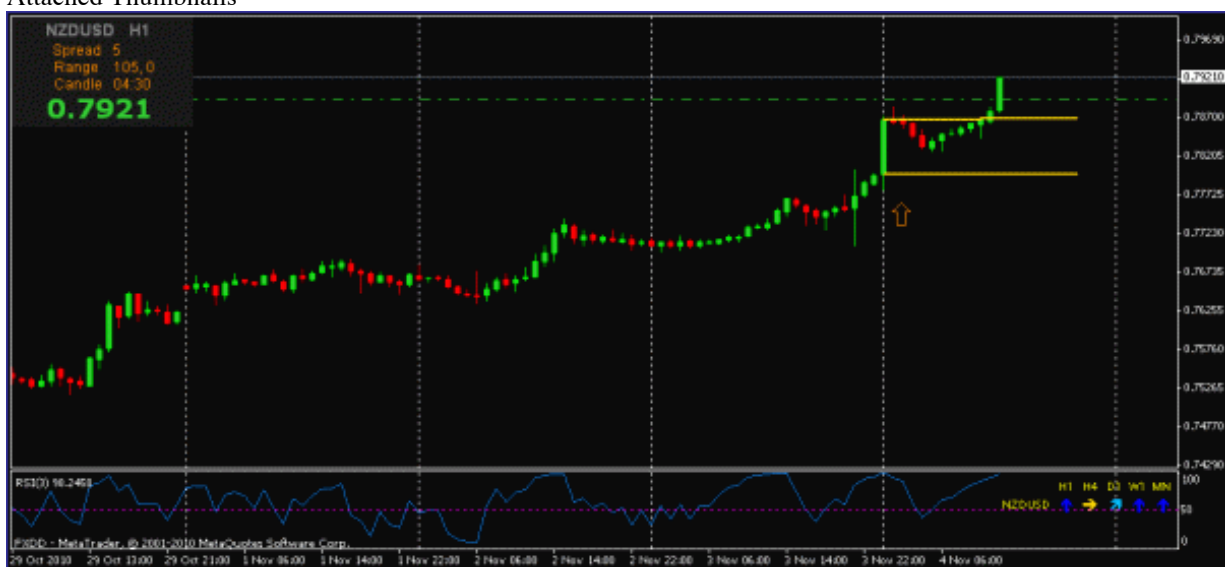 Attached Thumbnails
NZDUSD H1
Spread 5
Range 105,0
Candle 04:30
0.7921
0.79690
0.79210
0.78700
0.78205
0.77725
0.77230
0.76735
0.76255
0.75760
0.75265
0.74770
0.74290
RSI(3) 98.2458
100
H1 H4 D1 W1 MN
NZDUSD
50
0
FXDD - MetaTrader, © 2001-2010 MetaQuotes Software Corp.
29 Oct 2010 29 Oct 13:00 29 Oct 21:00 1 Nov 06:00 1 Nov 14:00 1 Nov 22:00 2 Nov 06:00 2 Nov 14:00 2 Nov 22:00 3 Nov 06:00 3 Nov 14:00 3 Nov 22:00 4 Nov 06:00